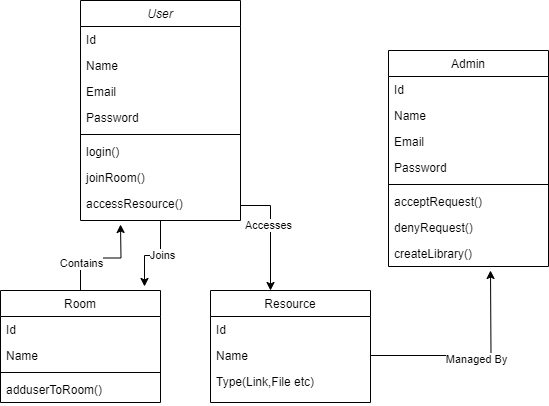 User
Id
Name
Email
Password
login()
joinRoom()
accessResource()
Admin
Id
Name
Email
Password
acceptRequest()
denyRequest()
createLibrary()
Accesses
Joins
Contains
Room
Id
Name
adduserToRoom()
Resource
Id
Name
Type(Link,File etc)
Managed By